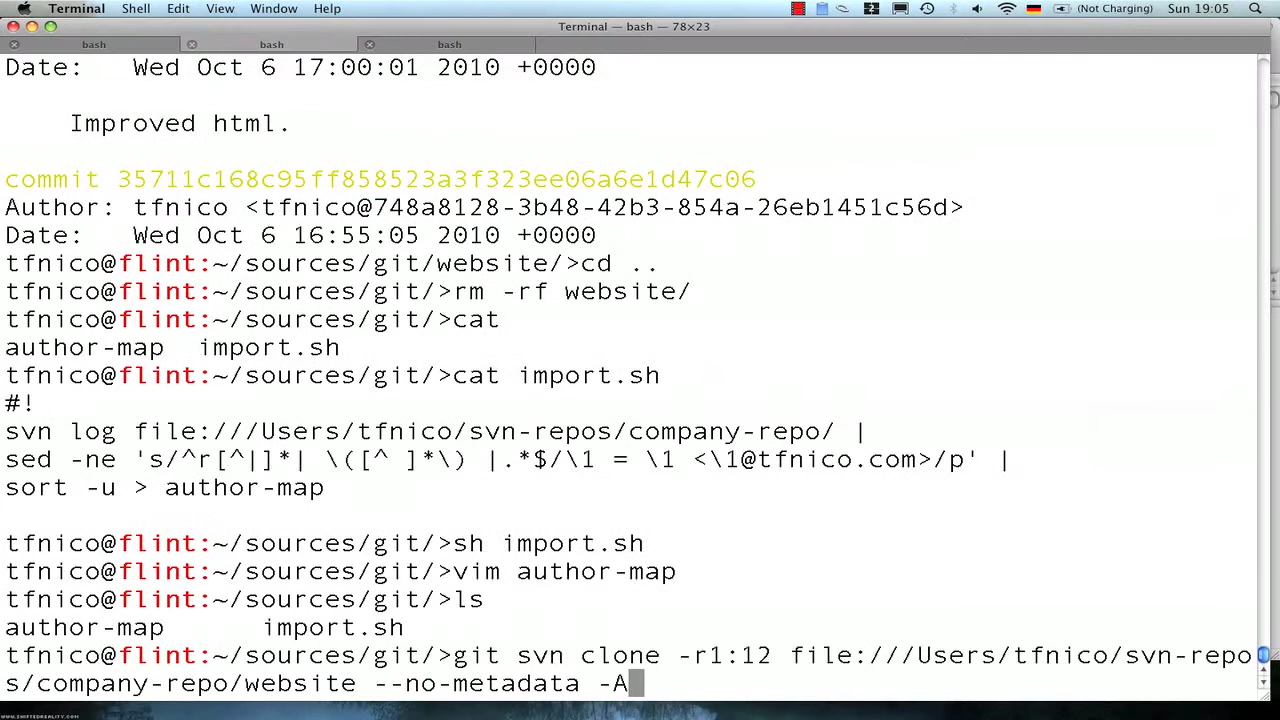 Terminal Shell Edit View Window Help 2 (Not Charging) Sun 19:05
Terminal — bash — 78×23
bash bash bash
Date:   Wed Oct 6 17:00:01 2010 +0000
Improved html.
commit 35711c168c95ff858523a3f323ee06a6e1d47c06
Author: tfnico <tfnico@748a8128-3b48-42b3-854a-26eb1451c56d>
Date:   Wed Oct 6 16:55:05 2010 +0000
tfnico@flint:~/sources/git/website/>cd ..
tfnico@flint:~/sources/git/>rm -rf website/
tfnico@flint:~/sources/git/>cat
author-map  import.sh
tfnico@flint:~/sources/git/>cat import.sh
#!
svn log file:///Users/tfnico/svn-repos/company-repo/ |
sed -ne 's/^r[^|]*| \([^ ]*\) |.*$/\1 = \1 <\1@tfnico.com>/p' |
sort -u > author-map
tfnico@flint:~/sources/git/>sh import.sh
tfnico@flint:~/sources/git/>vim author-map
tfnico@flint:~/sources/git/>ls
author-map      import.sh
tfnico@flint:~/sources/git/>git svn clone -r1:12 file:///Users/tfnico/svn-repo
s/company-repo/website --no-metadata -A
WWW.SHIFTEDREALITY.COM